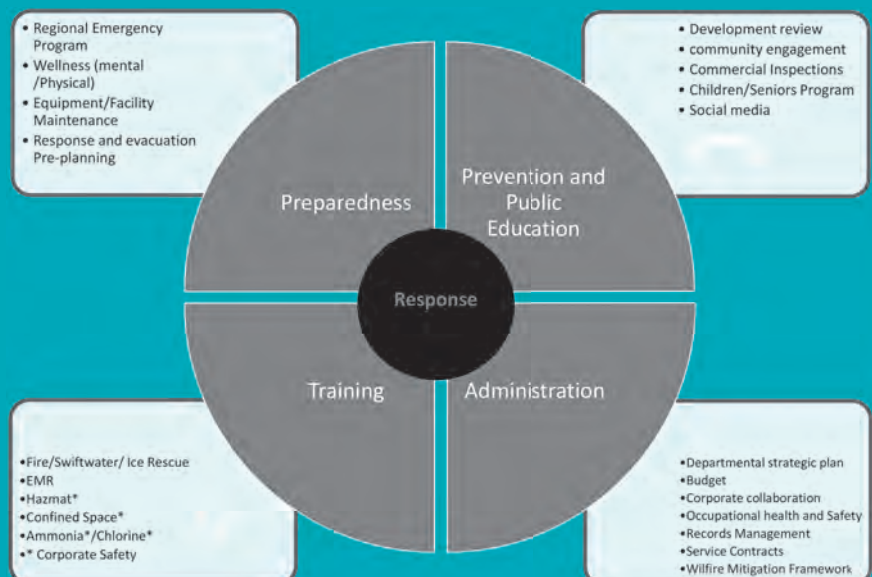 • Regional Emergency
Program
• Wellness (mental
/Physical)
• Equipment/Facility
Maintenance
• Response and evacuation
Pre-planning
• Development review
• community engagement
• Commercial Inspections
• Children/Seniors Program
• Social media
Preparedness
Prevention and
Public
Education
Response
Training
Administration
•Fire/Swiftwater/ Ice Rescue
•EMR
•Hazmat*
•Confined Space*
•Ammonia*/Chlorine*
•* Corporate Safety
•Departmental strategic plan
•Budget
•Corporate collaboration
•Occupational health and Safety
•Records Management
•Service Contracts
•Wilfire Mitigation Framework